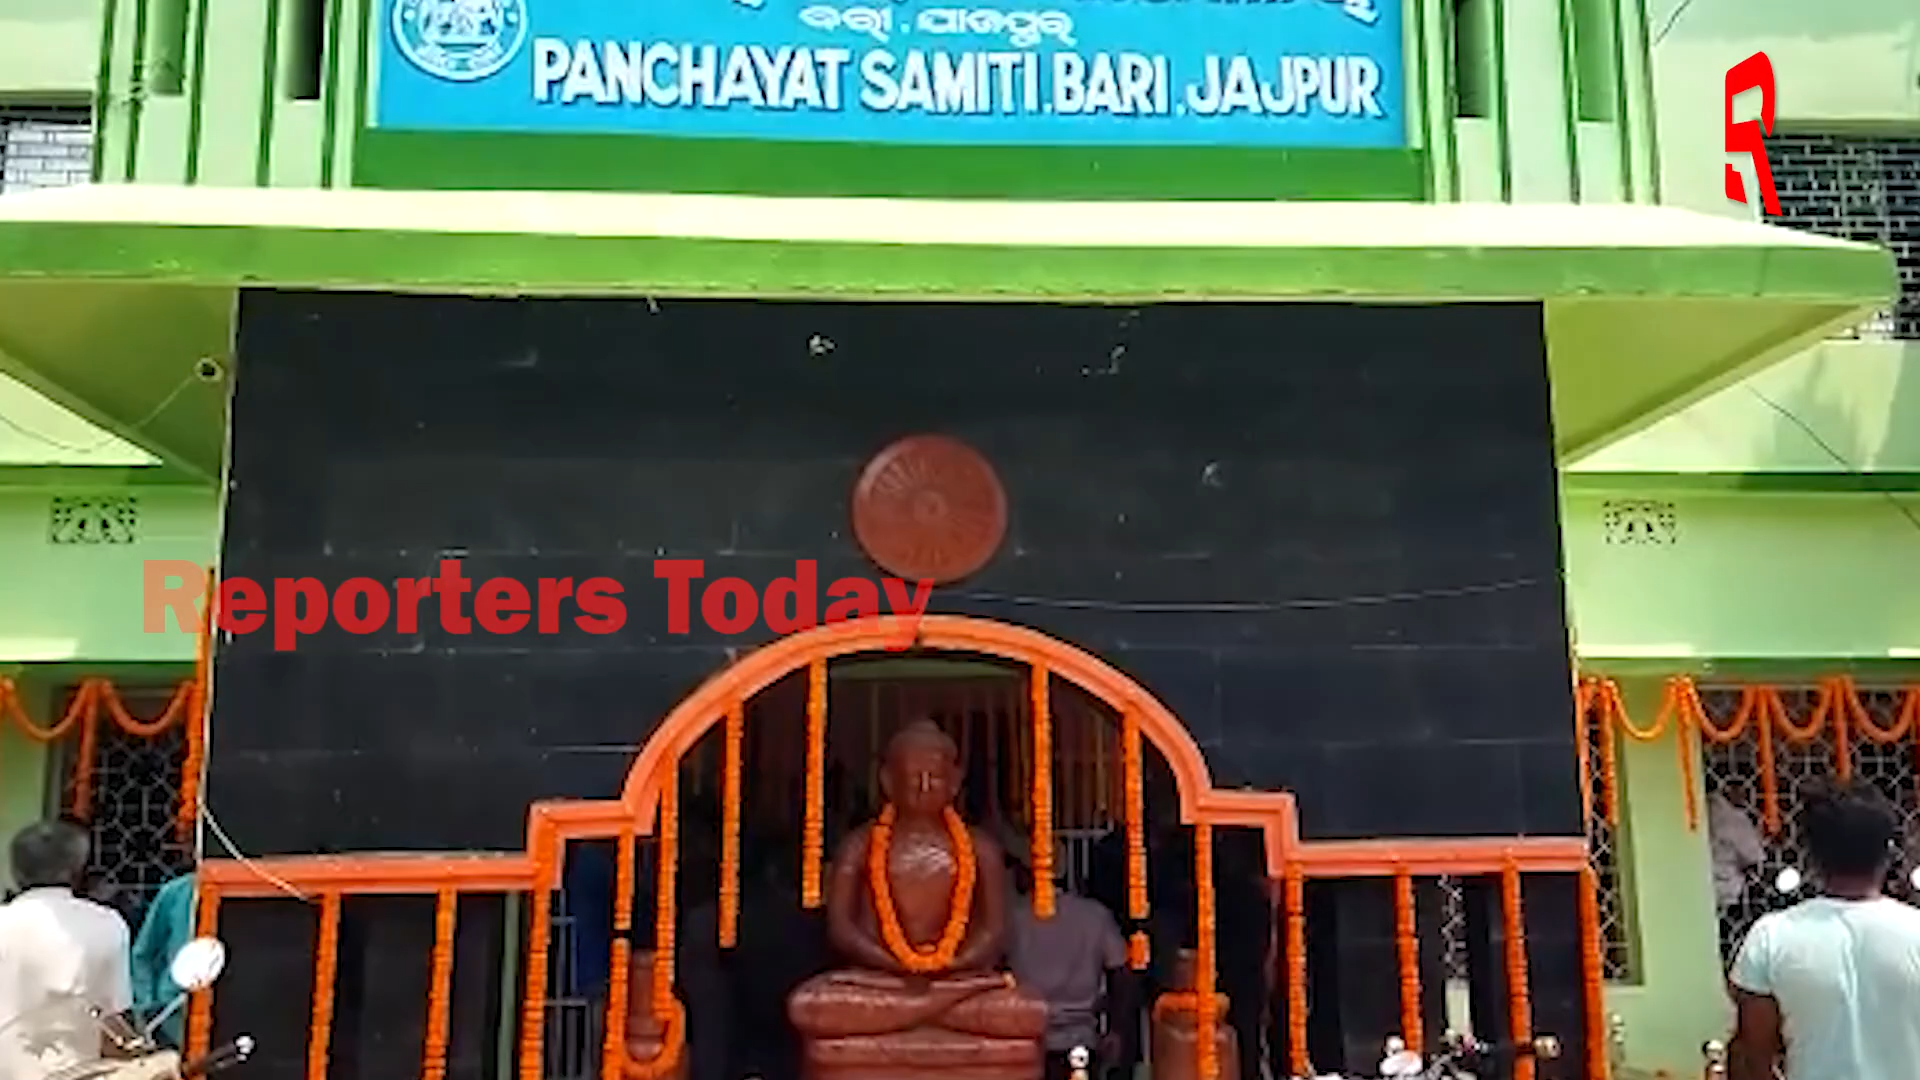 ବରୀ . ଯାଜପୁର
PANCHAYAT SAMITI.BARI.JAJPUR
Reporters Today